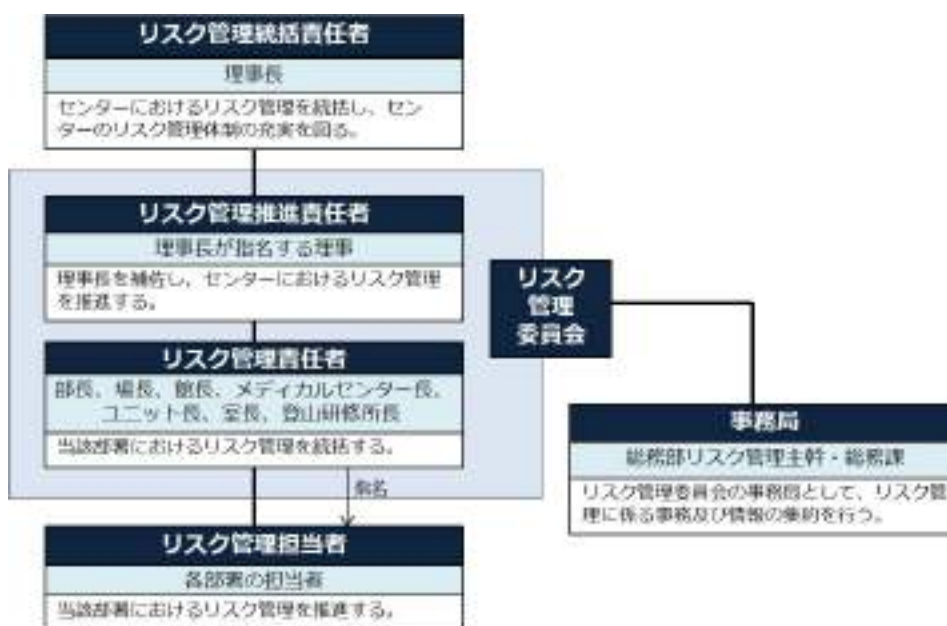 リスク管理統括責任者
理事長
センターにおけるリスク管理を統括し、セン
ターのリスク管理体制の充実を図る。
リスク管理推進責任者
理事長が指名する理事
理事長を補佐し、センターにおけるリスク管理
を推進する。
リスク管理責任者
部長、場長、館長、メディカルセンター長、
ユニット長、室長、登山研修所長
当該部署におけるリスク管理を統括する。
指名
リスク管理担当者
各部署の担当者
当該部署におけるリスク管理を推進する。
リスク
管理
委員会
事務局
総務部リスク管理主幹・総務課
リスク管理委員会の事務局として、リスク管
理に係る事務及び情報の集約を行う。